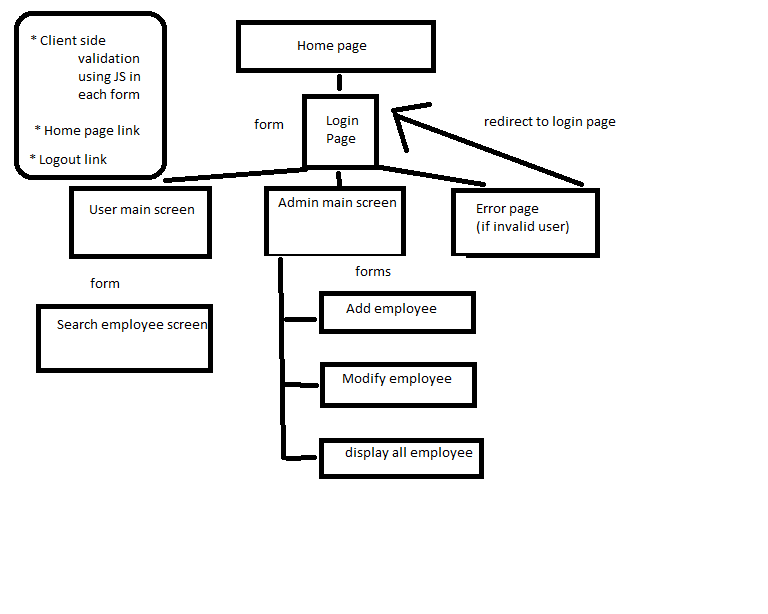 * Client side
validation
using JS in
each form
* Home page link
* Logout link
Home page
form
Login
Page
redirect to login page
User main screen
Admin main screen
Error page
(if invalid user)
form
forms
Search employee screen
Add employee
Modify employee
display all employee